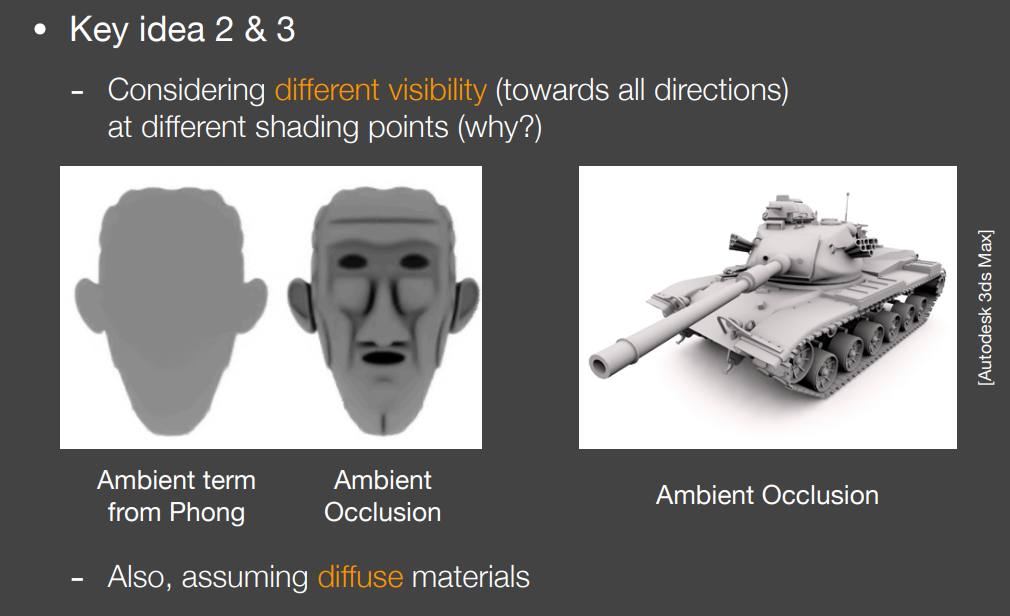 • Key idea 2 & 3
- Considering different visibility (towards all directions)
at different shading points (why?)
[Autodesk 3ds Max]
Ambient term
from Phong
Ambient
Occlusion
Ambient Occlusion
- Also, assuming diffuse materials